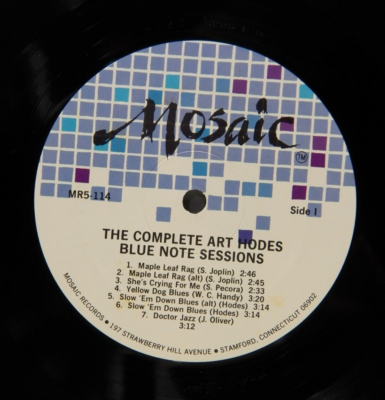 Mosaic
TM
MR5-114
Side I
THE COMPLETE ART HODES
BLUE NOTE SESSIONS
1. Maple Leaf Rag (S. Joplin) 2:46
2. Maple Leaf Rag (alt) (S. Joplin) 2:45
3. She's Crying For Me (S. Pecora) 2:33
4. Yellow Dog Blues (W. C. Handy) 3:20
5. Slow 'Em Down Blues (alt) (Hodes) 3:14
6. Slow 'Em Down Blues (Hodes) 3:14
7. Doctor Jazz (J. Oliver)
3:12
MOSAIC RECORDS • 197 STRAWBERRY HILL AVENUE • STAMFORD, CONNECTICUT 06902